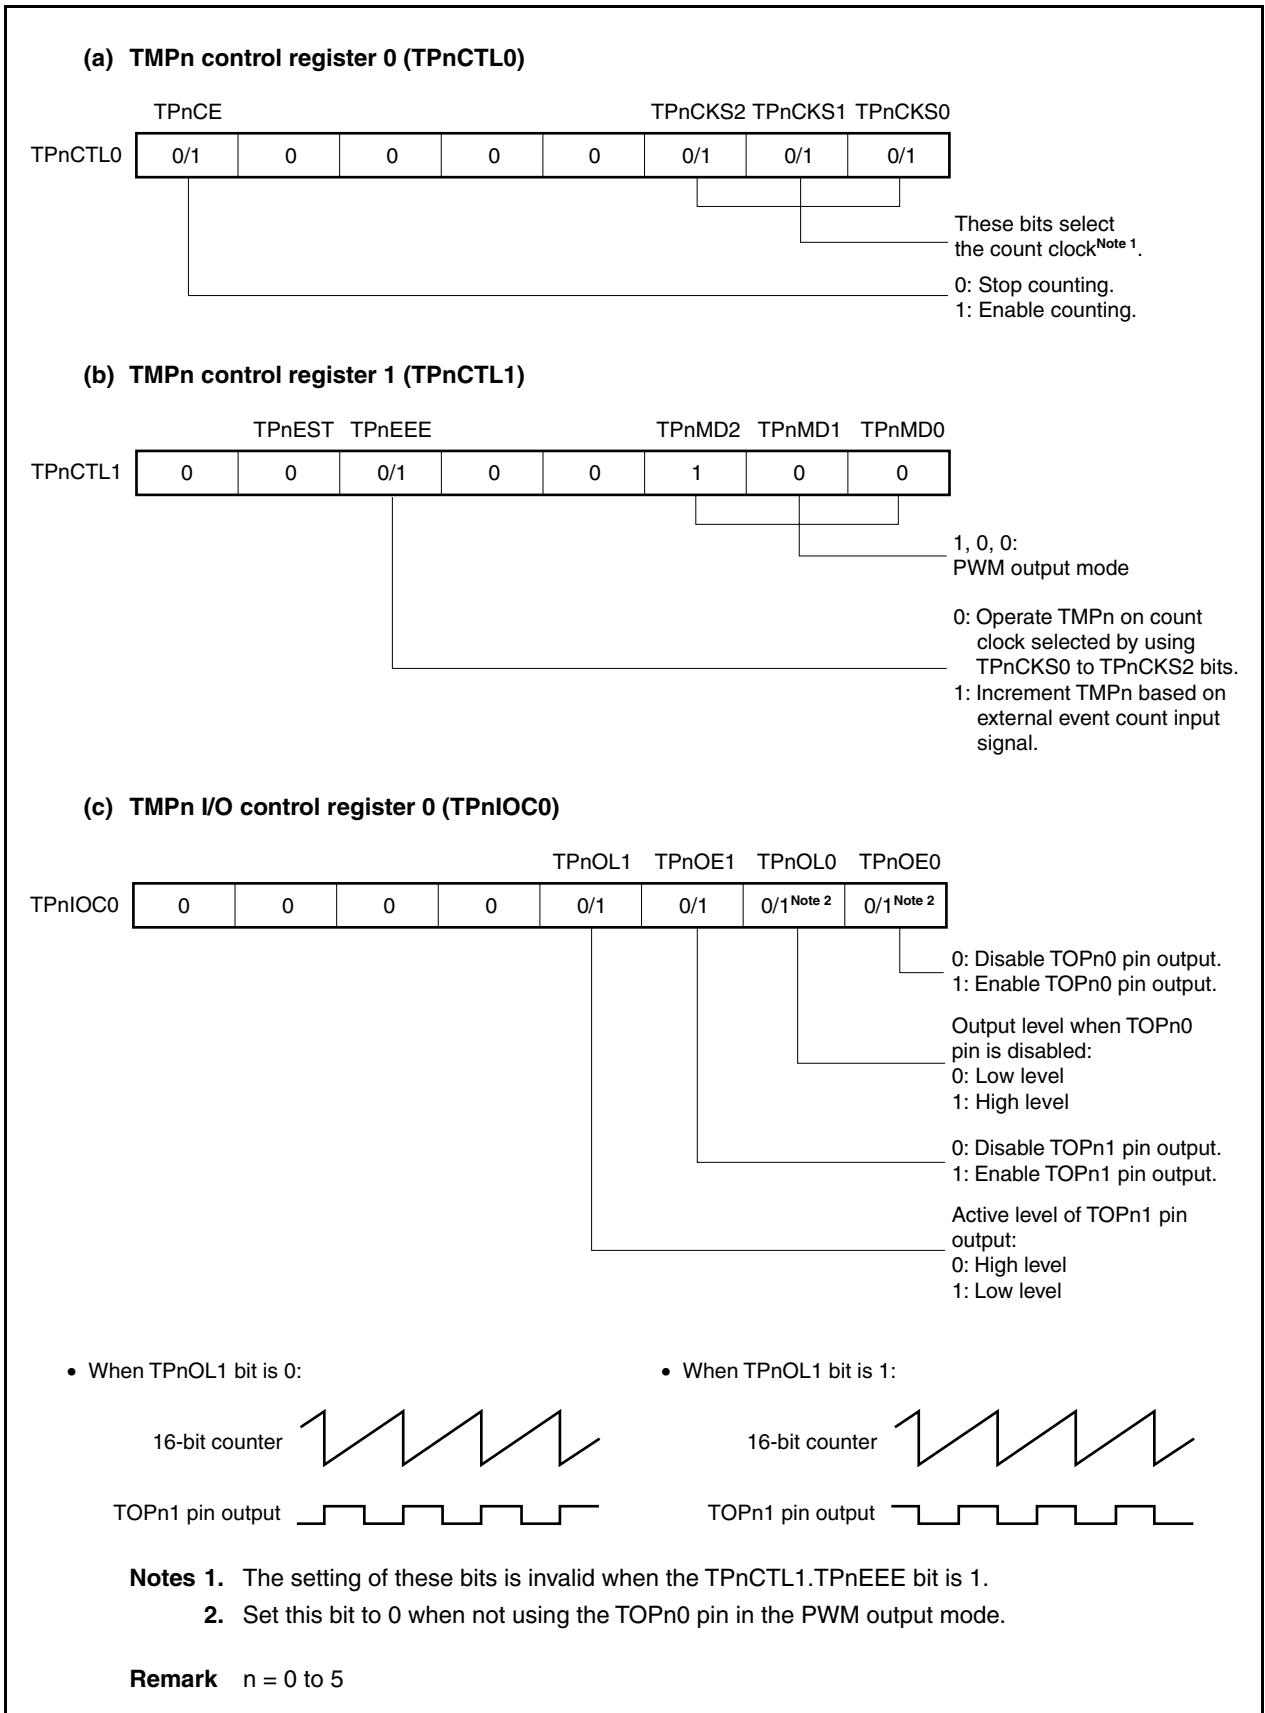 (a) TMPn control register 0 (TPnCTL0)
TPnCE TPnCKS2 TPnCKS1 TPnCKS0
TPnCTL0 0/1 0 0 0 0 0/1 0/1 0/1
These bits select
the count clockNote 1.
0: Stop counting.
1: Enable counting.
(b) TMPn control register 1 (TPnCTL1)
TPnEST TPnEEE TPnMD2 TPnMD1 TPnMD0
TPnCTL1 0 0 0/1 0 0 1 0 0
1, 0, 0:
PWM output mode
0: Operate TMPn on count
clock selected by using
TPnCKS0 to TPnCKS2 bits.
1: Increment TMPn based on
external event count input
signal.
(c) TMPn I/O control register 0 (TPnIOC0)
TPnOL1 TPnOE1 TPnOL0 TPnOE0
TPnIOC0 0 0 0 0 0/1 0/1 0/1Note 2 0/1Note 2
0: Disable TOPn0 pin output.
1: Enable TOPn0 pin output.
Output level when TOPn0
pin is disabled:
0: Low level
1: High level
0: Disable TOPn1 pin output.
1: Enable TOPn1 pin output.
Active level of TOPn1 pin
output:
0: High level
1: Low level
• When TPnOL1 bit is 0:
16-bit counter
TOPn1 pin output
• When TPnOL1 bit is 1:
16-bit counter
TOPn1 pin output
Notes 1. The setting of these bits is invalid when the TPnCTL1.TPnEEE bit is 1.
2. Set this bit to 0 when not using the TOPn0 pin in the PWM output mode.
Remark n = 0 to 5